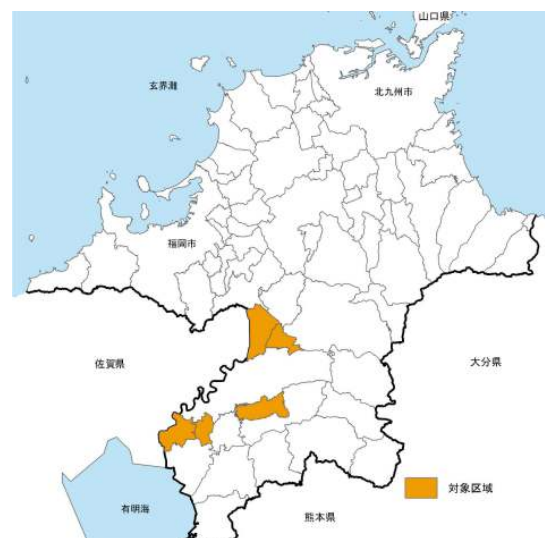 山口県
玄界灘
北九州市
福岡市
佐賀県
大分県
対象区域
有明海
熊本県